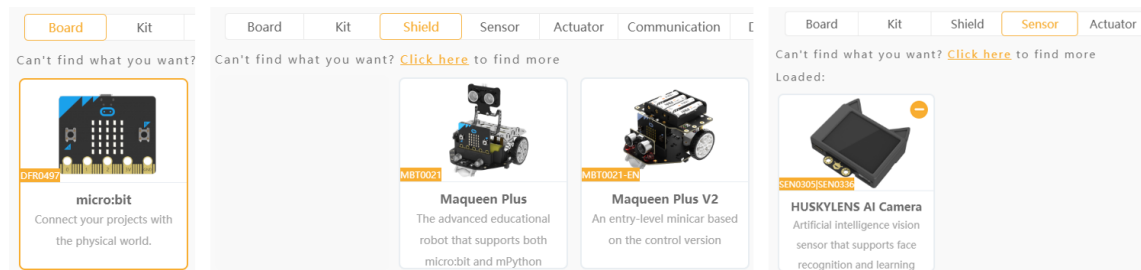 Board Kit
Can't find what you want?
DFR0497
micro:bit
Connect your projects with
the physical world.
Board Kit Shield Sensor Actuator Communication
Can't find what you want? Click here to find more
MBT0021
Maqueen Plus
The advanced educational
robot that supports both
micro:bit and mPython
MBT0021-EN
Maqueen Plus V2
An entry-level minicar based
on the control version
Board Kit Shield Sensor Actuator
Can't find what you want? Click here to find more
Loaded:
SEN0305|SEN0336
HUSKYLENS AI Camera
Artificial intelligence vision
sensor that supports face
recognition and learning